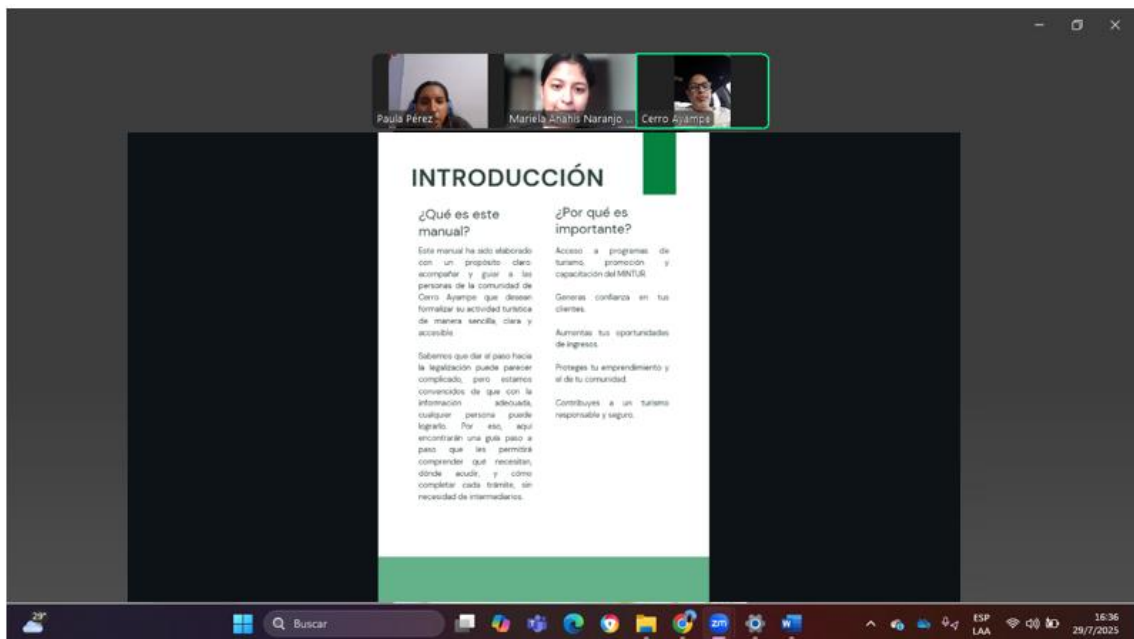 Paula Pérez
Mariela Anahis Naranjo ...
Cerro Ayampe
INTRODUCCIÓN
¿Qué es este
manual?
Este manual ha sido elaborado
con un propósito claro:
acompañar y guiar a las
personas de la comunidad de
Cerro Ayampe que desean
formalizar su actividad turística
de manera sencilla, clara y
accesible.
Sabemos que dar el paso hacia
la legalización puede parecer
complicado, pero estamos
convencidos de que con la
información adecuada,
cualquier persona puede
lograrlo. Por eso, aquí
encontrarán una guía paso a
paso que les permitirá
comprender qué necesitan,
dónde acudir, y cómo
completar cada trámite, sin
necesidad de intermediarios.
¿Por qué es
importante?
Acceso a programas de
turismo, promoción y
capacitación del MINTUR.
Generas confianza en tus
clientes.
Aumentas tus oportunidades
de ingresos.
Proteges tu emprendimiento y
el de tu comunidad.
Contribuyes a un turismo
responsable y seguro.
29°
Buscar
zm
ESP
LAA
16:36
29/7/2025